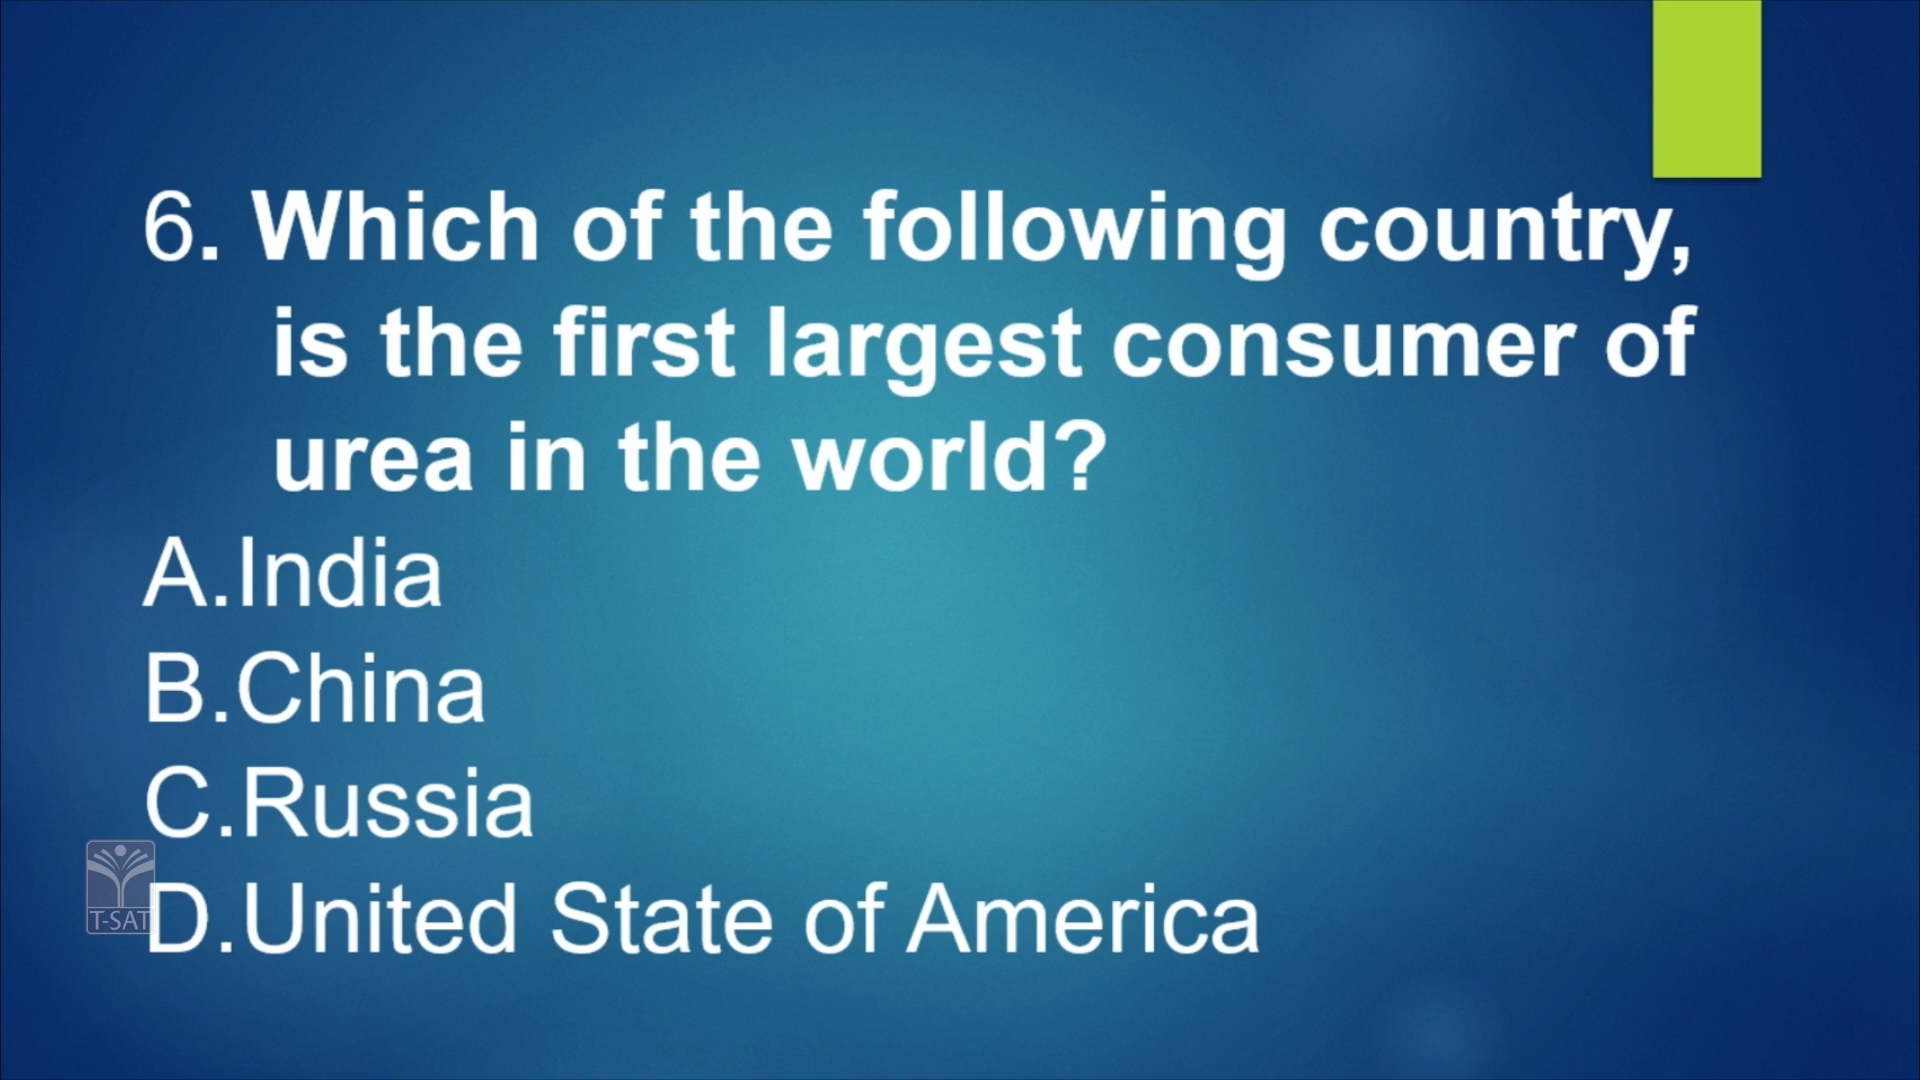 6. Which of the following country,
is the first largest consumer of
urea in the world?
A.India
B.China
C.Russia
D.United State of America
T-SAT